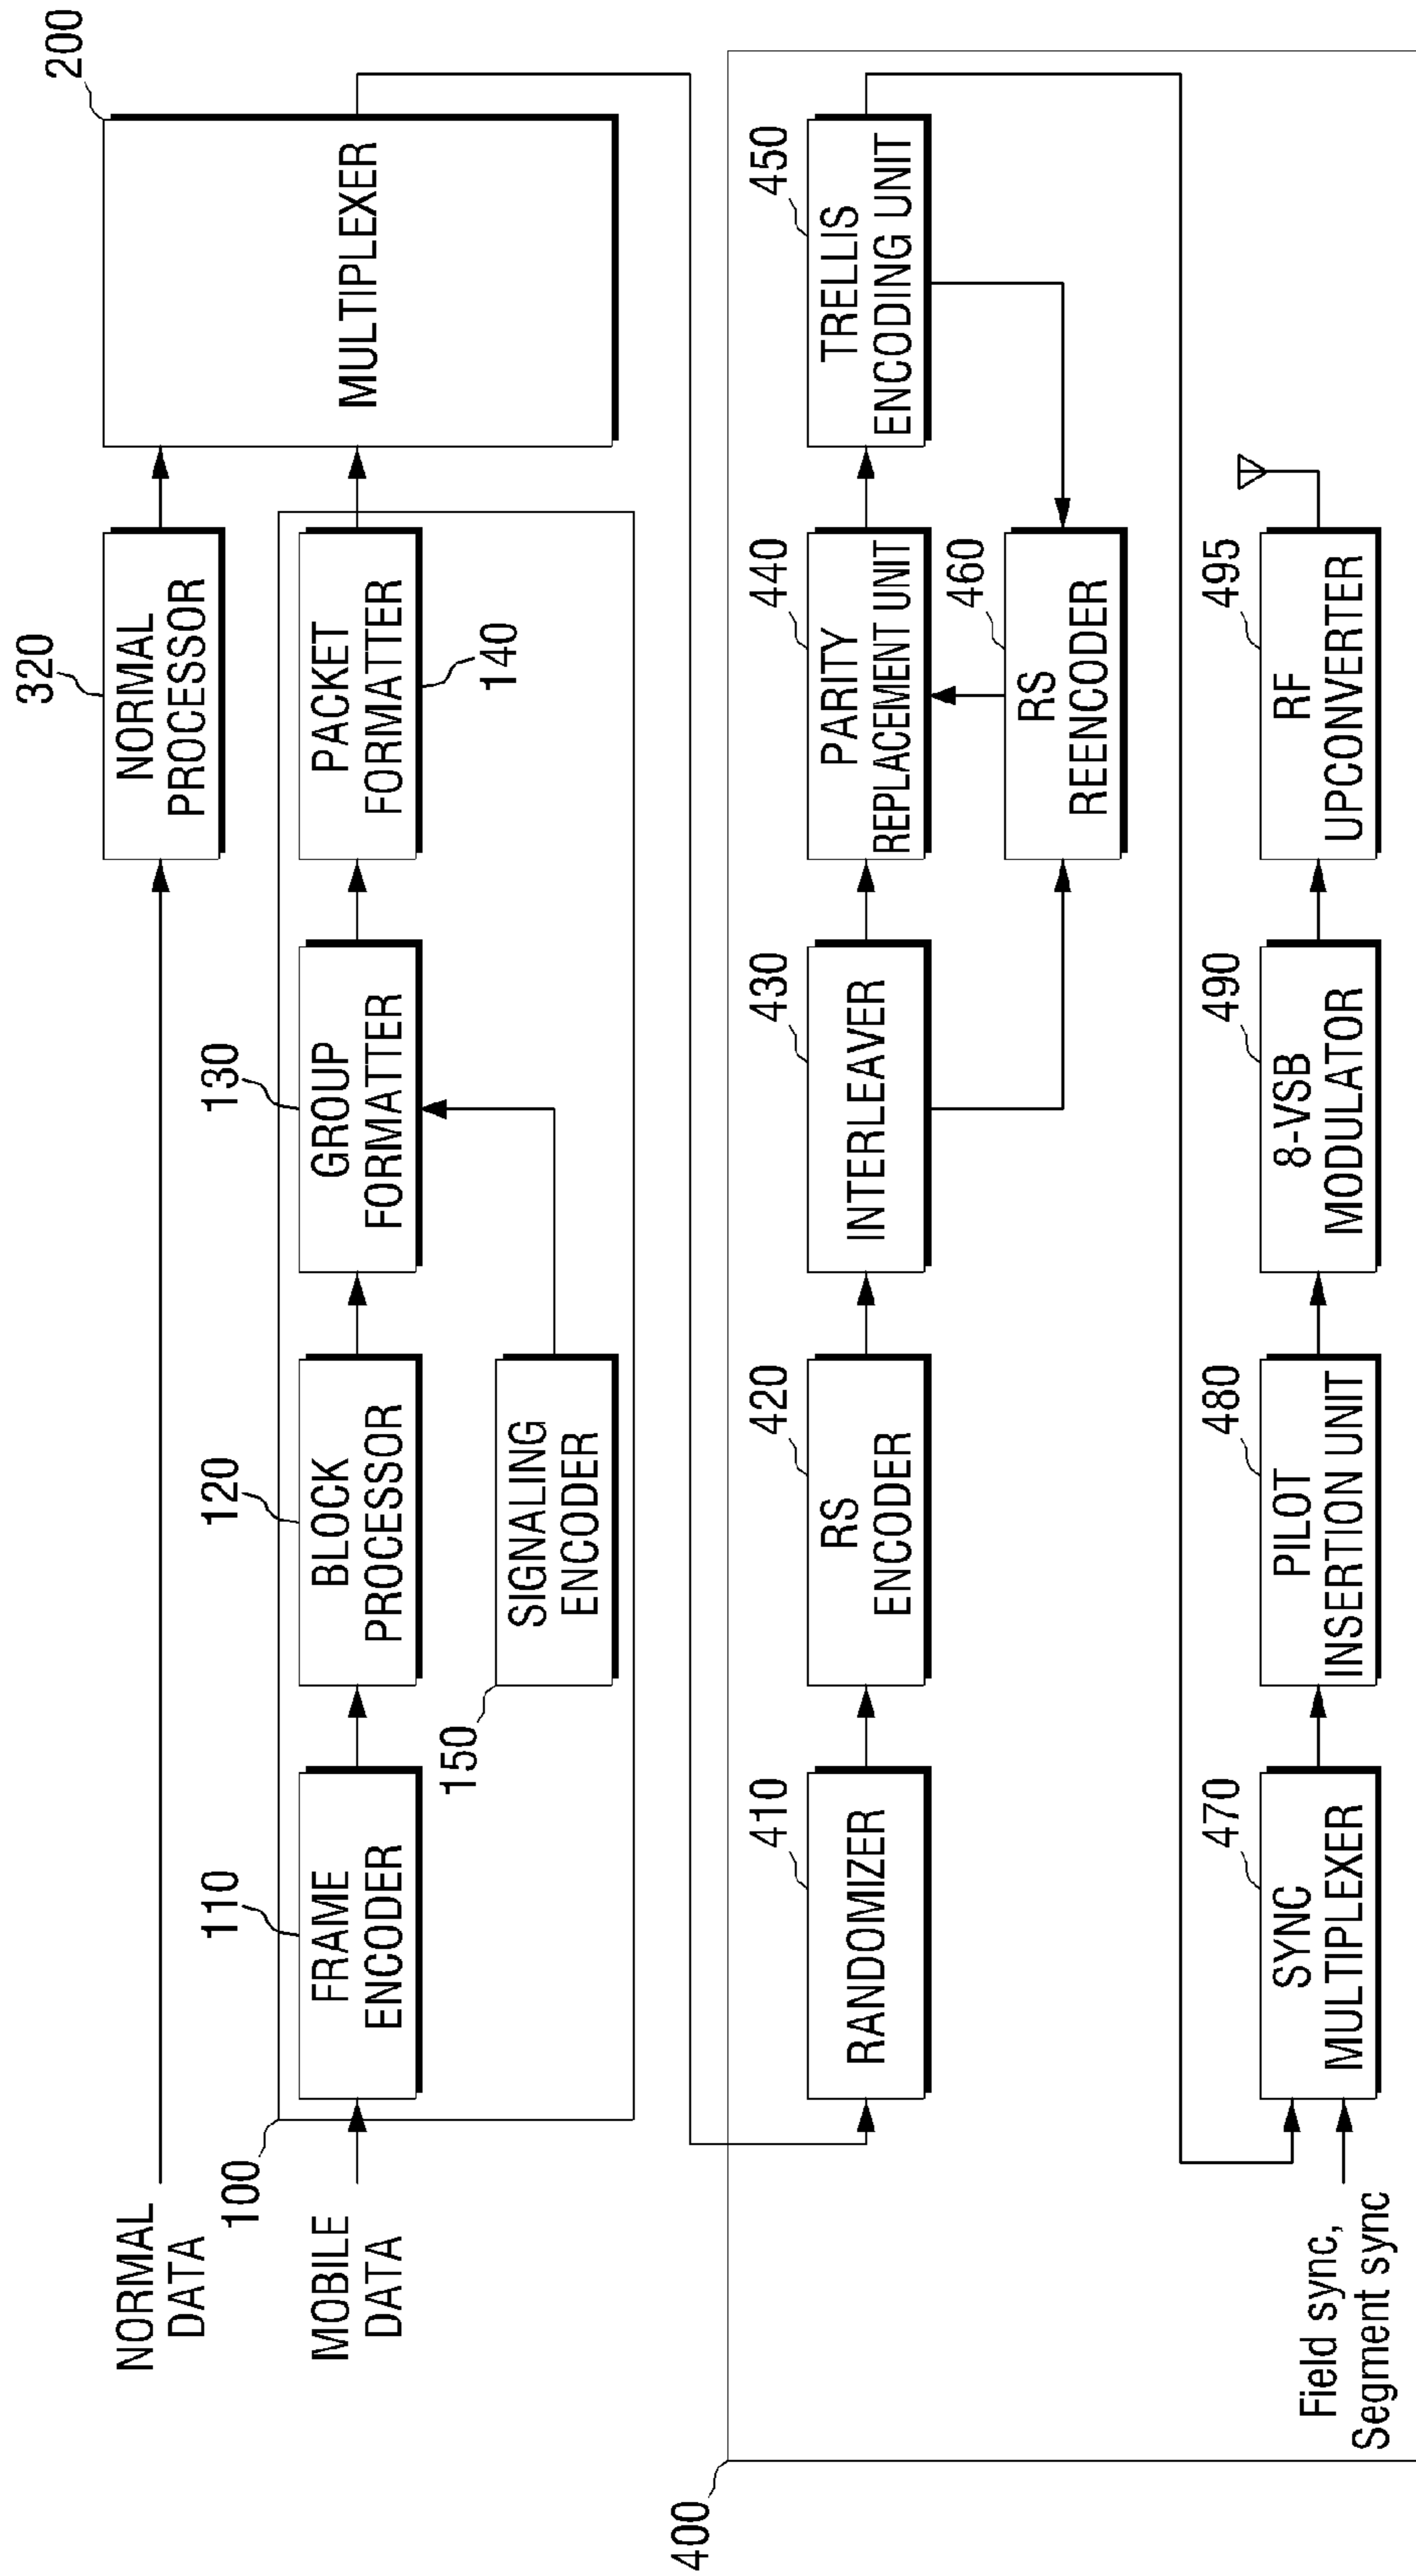 320
200
NORMAL
DATA
NORMAL
PROCESSOR
MULTIPLEXER
100
110
120
130
MOBILE
DATA
FRAME
ENCODER
BLOCK
PROCESSOR
GROUP
FORMATTER
PACKET
FORMATTER
140
150
SIGNALING
ENCODER
400
410
420
430
440
450
RANDOMIZER
RS
ENCODER
INTERLEAVER
PARITY
REPLACEMENT UNIT
TRELLIS
ENCODING UNIT
460
RS
REENCODER
470
480
490
495
SYNC
MULTIPLEXER
PILOT
INSERTION UNIT
8-VSB
MODULATOR
RF
UPCONVERTER
Field sync,
Segment sync